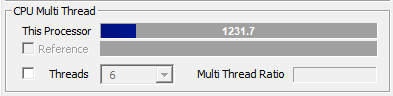 CPU Multi Thread
This Processor 1231.7
Reference
Threads 6 Multi Thread Ratio